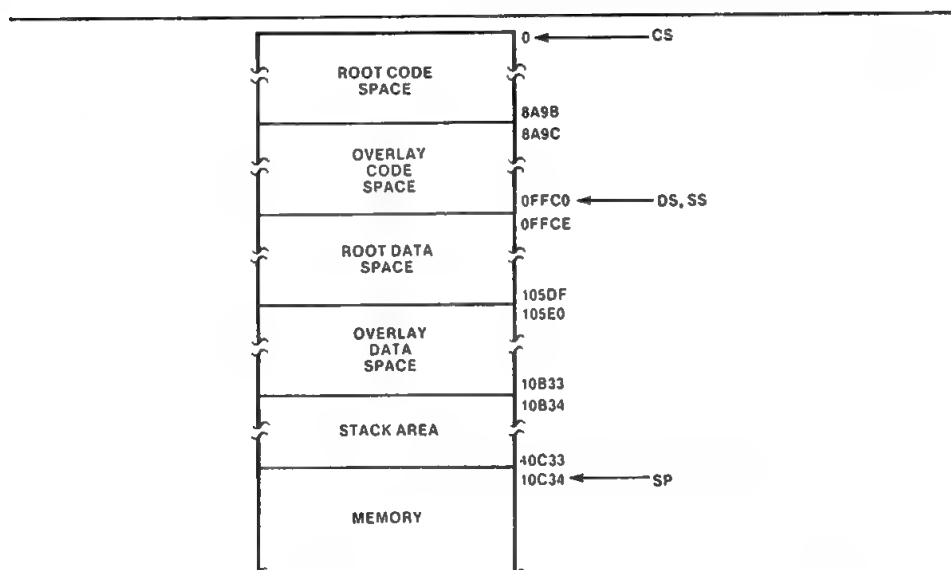 0 CS
ROOT CODE
SPACE
8A9B
8A9C
OVERLAY
CODE
SPACE
0FFC0 DS, SS
0FFCE
ROOT DATA
SPACE
105DF
105E0
OVERLAY
DATA
SPACE
10B33
10B34
STACK AREA
40C33
10C34 SP
MEMORY